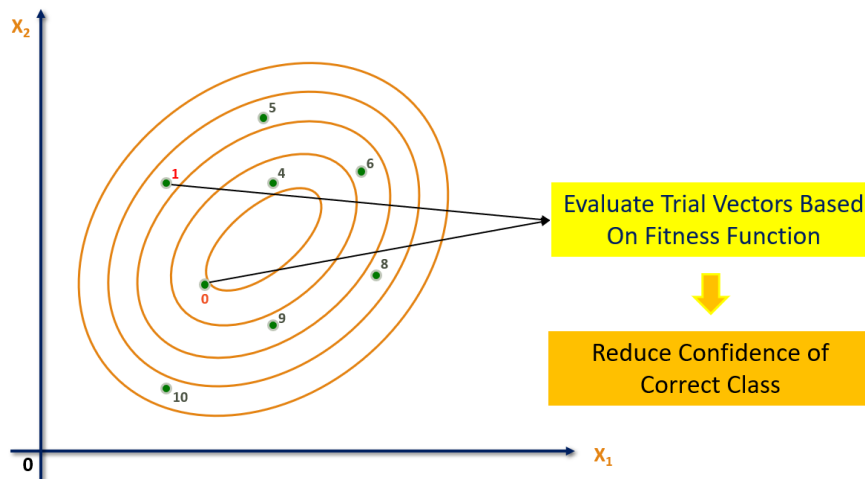 X2
5
1
4
6
Evaluate Trial Vectors Based
On Fitness Function
8
0
9
Reduce Confidence of
Correct Class
10
0
X1